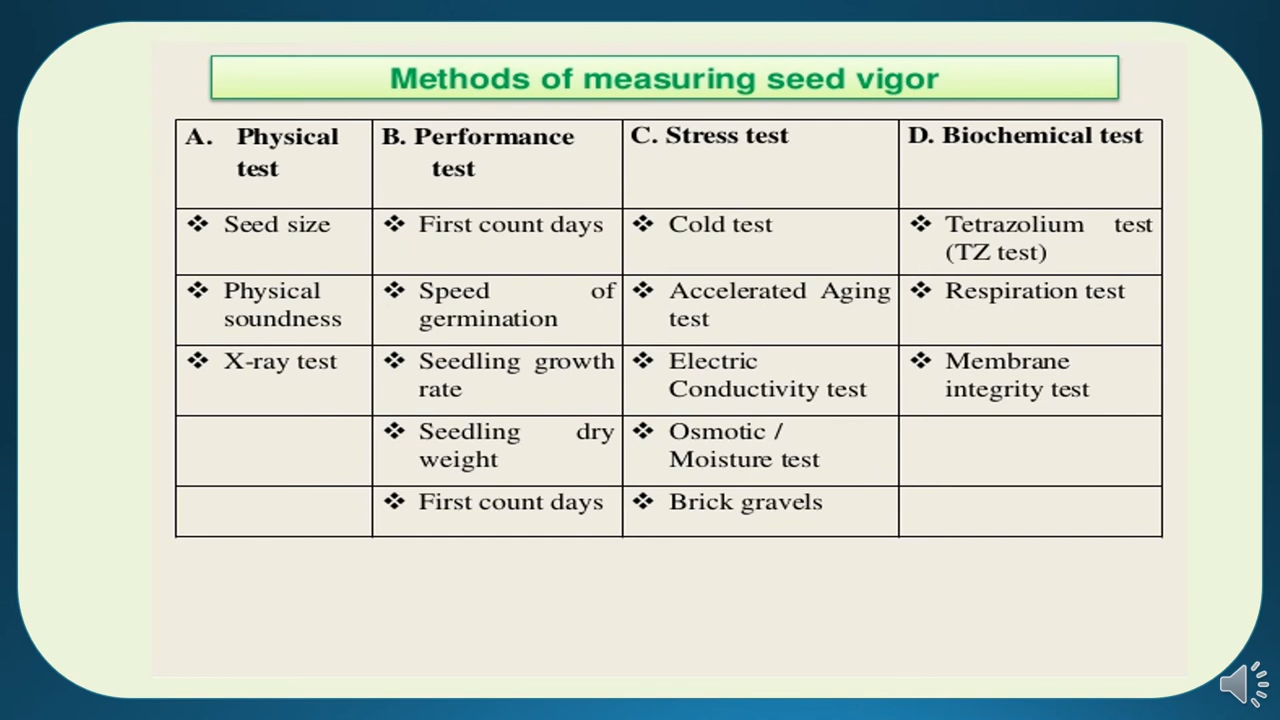 Methods of measuring seed vigor
A. Physical test
B. Performance test
C. Stress test
D. Biochemical test
❖ Seed size
❖ First count days
❖ Cold test
❖ Tetrazolium test
(TZ test)
❖ Physical
soundness
❖ Speed of
germination
❖ Accelerated Aging
test
❖ Respiration test
❖ X-ray test
❖ Seedling growth
rate
❖ Electric
Conductivity test
❖ Membrane
integrity test
❖ Seedling dry
weight
❖ Osmotic /
Moisture test
❖ First count days
❖ Brick gravels